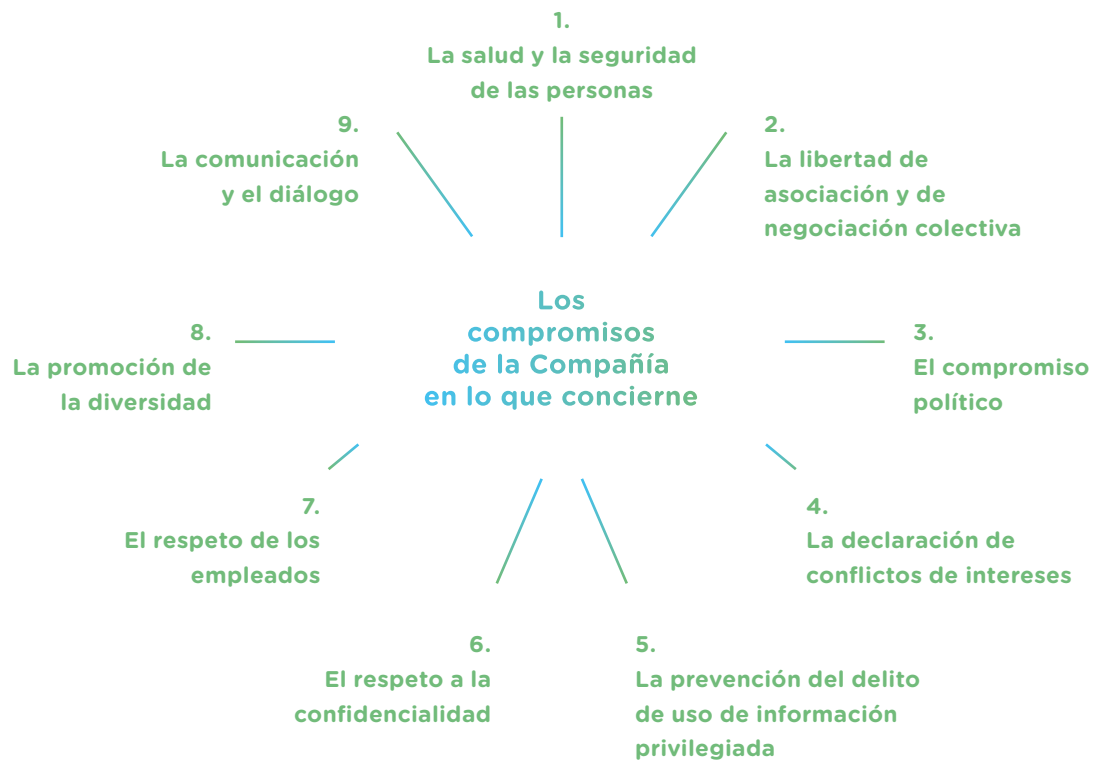 Los
compromisos
de la Compañía
en lo que concierne
1.
La salud y la seguridad
de las personas
2.
La libertad de
asociación y de
negociación colectiva
3.
El compromiso
político
4.
La declaración de
conflictos de intereses
5.
La prevención del delito
de uso de información
privilegiada
6.
El respeto a la
confidencialidad
7.
El respeto de los
empleados
8.
La promoción de
la diversidad
9.
La comunicación
y el diálogo